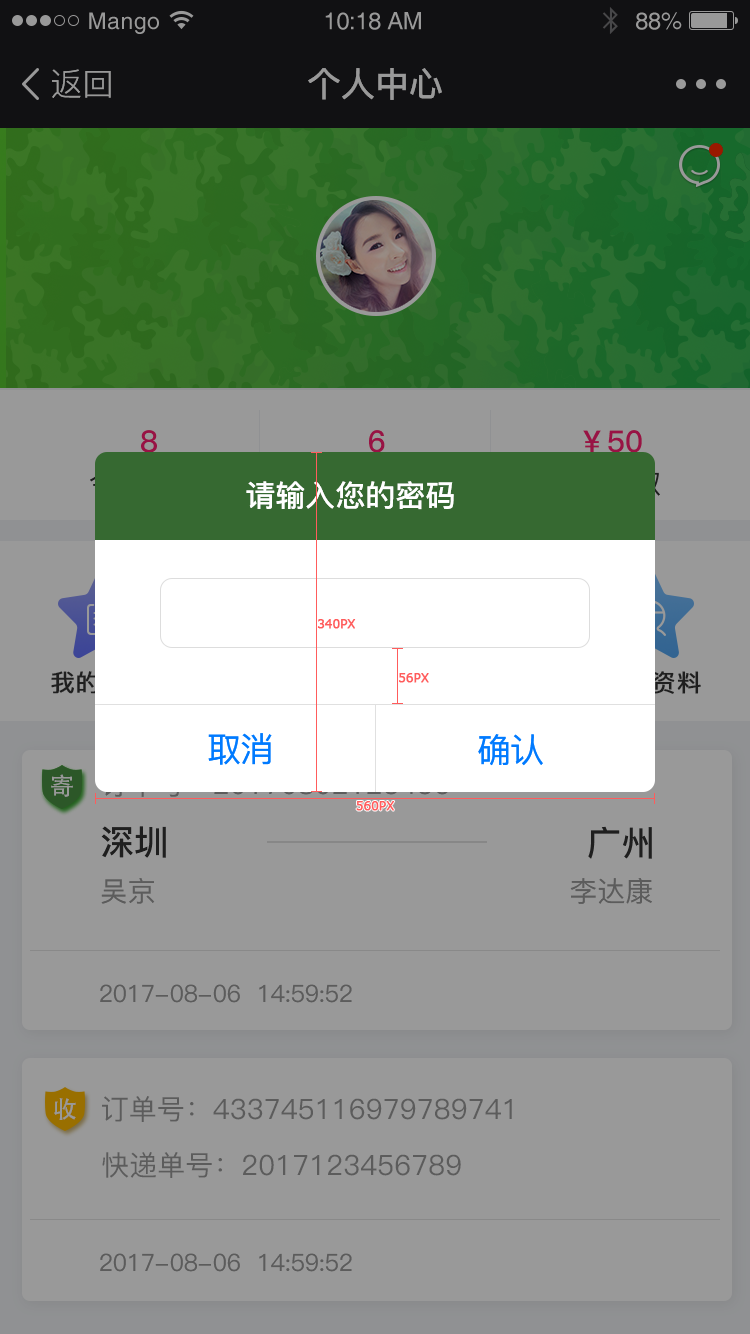 Mango 10:18 AM 88%
返回 个人中心
8 6 ¥50
请输入您的密码
340PX
56PX
我的 资料
取消 确认
寄
560PX
深圳 广州
吴京 李达康
2017-08-06 14:59:52
收 订单号：433745116979789741
快递单号：2017123456789
2017-08-06 14:59:52